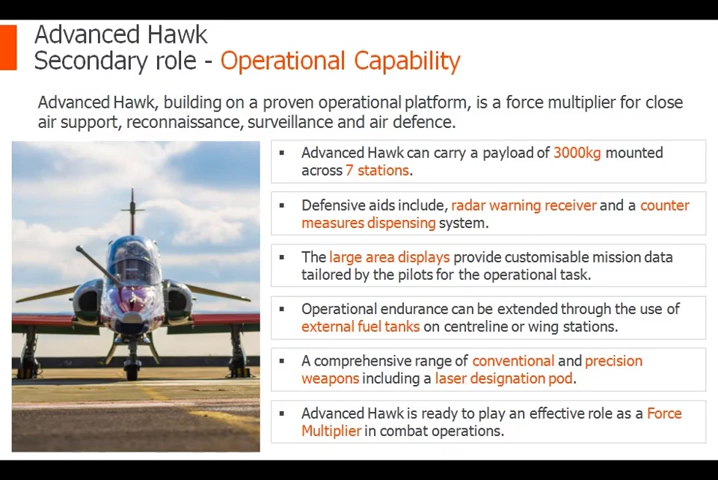 Advanced Hawk
Secondary role - Operational Capability
Advanced Hawk, building on a proven operational platform, is a force multiplier for close
air support, reconnaissance, surveillance and air defence.
▪ Advanced Hawk can carry a payload of 3000kg mounted
across 7 stations.
▪ Defensive aids include, radar warning receiver and a counter
measures dispensing system.
▪ The large area displays provide customisable mission data
tailored by the pilots for the operational task.
▪ Operational endurance can be extended through the use of
external fuel tanks on centreline or wing stations.
▪ A comprehensive range of conventional and precision
weapons including a laser designation pod.
▪ Advanced Hawk is ready to play an effective role as a Force
Multiplier in combat operations.